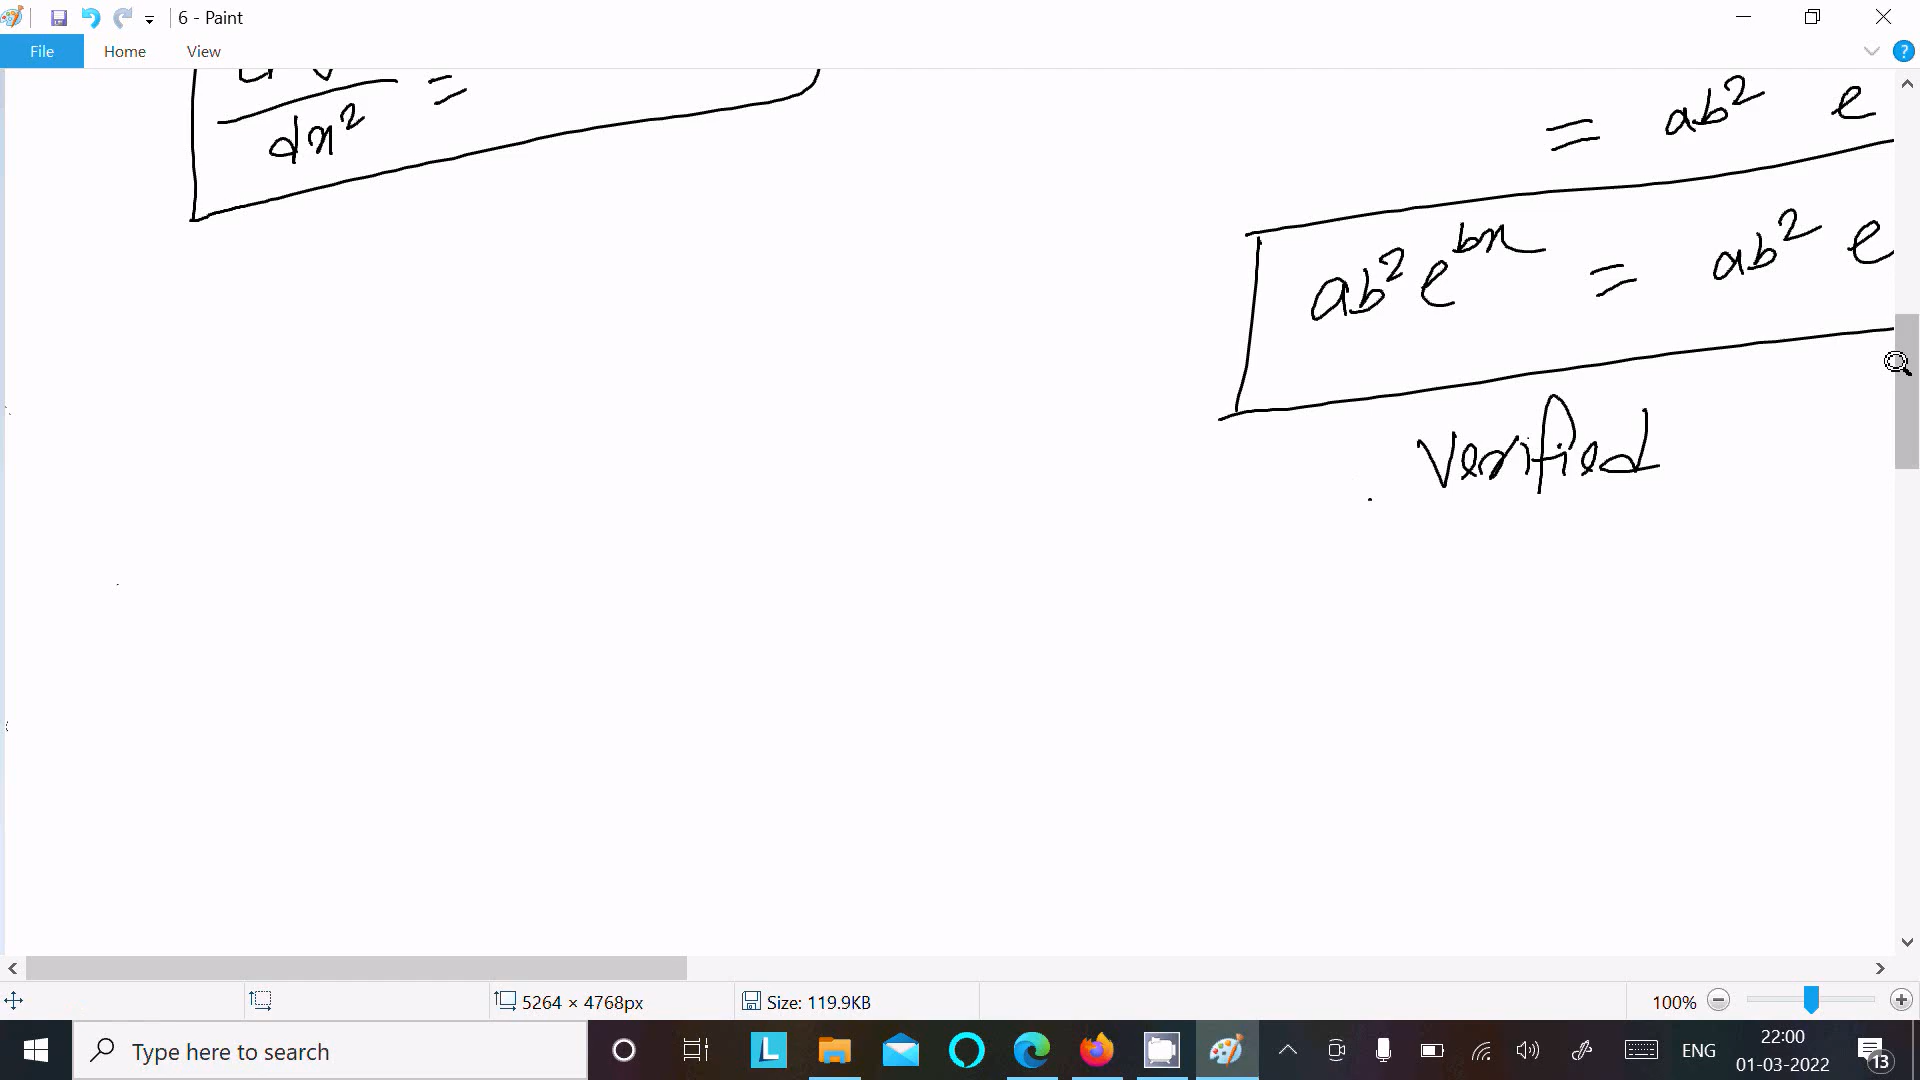 6 - Paint
File Home View
dx² =
= ab² e
ab²e^bx = ab² e
Verified
5264 × 4768px
Size: 119.9KB
100%
Type here to search
L
ENG
22:00
01-03-2022
13